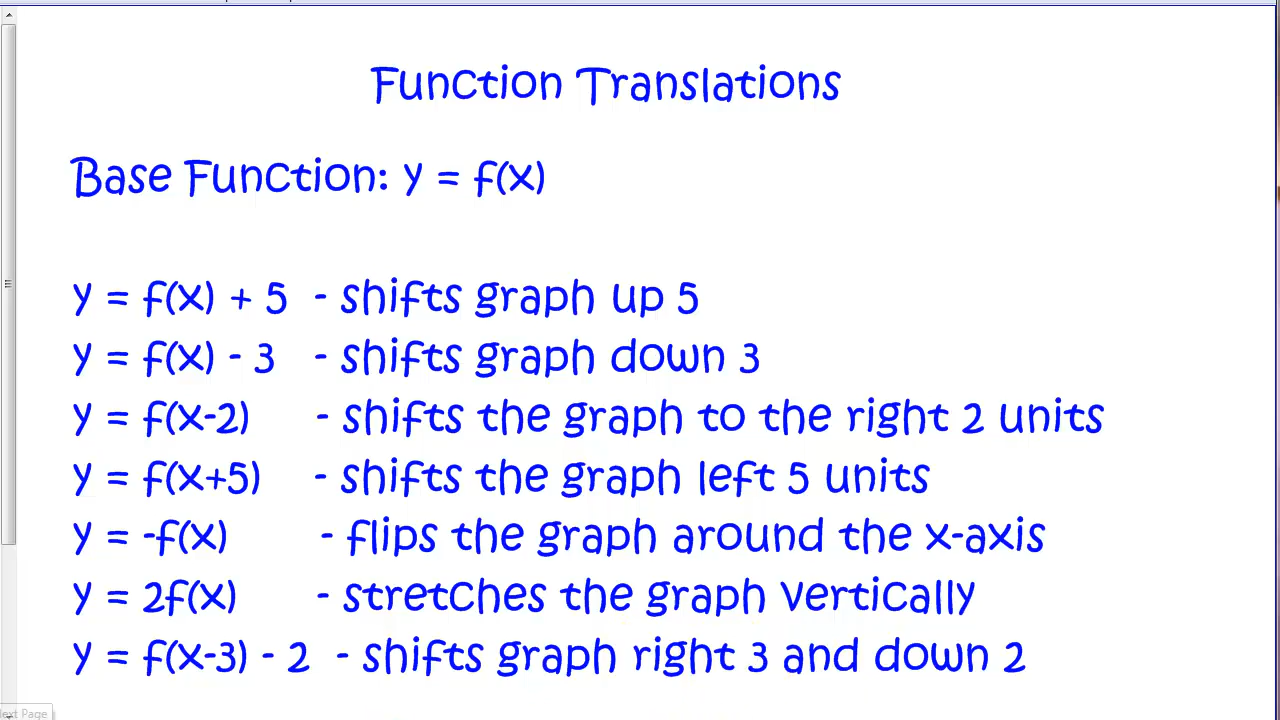 Function Translations
Base Function: y = f(x)
y = f(x) + 5 - shifts graph up 5
y = f(x) - 3 - shifts graph down 3
y = f(x-2) - shifts the graph to the right 2 units
y = f(x+5) - shifts the graph left 5 units
y = -f(x) - flips the graph around the x-axis
y = 2f(x) - stretches the graph vertically
y = f(x-3) - 2 - shifts graph right 3 and down 2
ext Page